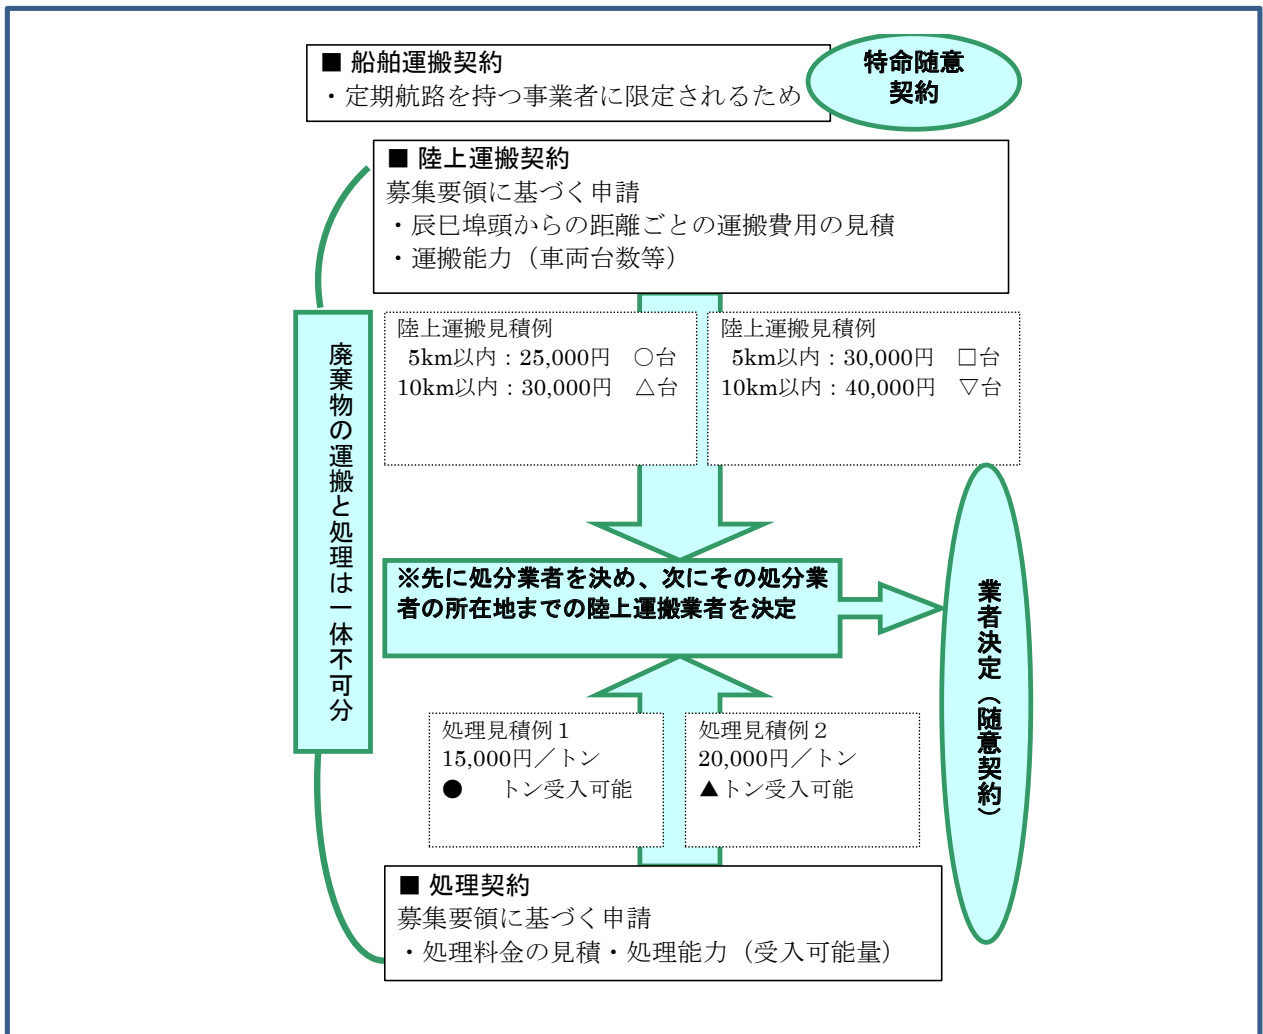 ■ 船舶運搬契約
・定期航路を持つ事業者に限定されるため
特命随意
契約
■ 陸上運搬契約
募集要領に基づく申請
・辰巳埠頭からの距離ごとの運搬費用の見積
・運搬能力（車両台数等）
陸上運搬見積例
5km以内：25,000円　○台
10km以内：30,000円　△台
陸上運搬見積例
5km以内：30,000円　□台
10km以内：40,000円　▽台
廃棄物の運搬と処理は一体不可分
※先に処分業者を決め、次にその処分業
者の所在地までの陸上運搬業者を決定
業者決定（随意契約）
処理見積例１
15,000円／トン
●　　トン受入可能
処理見積例２
20,000円／トン
▲トン受入可能
■ 処理契約
募集要領に基づく申請
・処理料金の見積・処理能力（受入可能量）